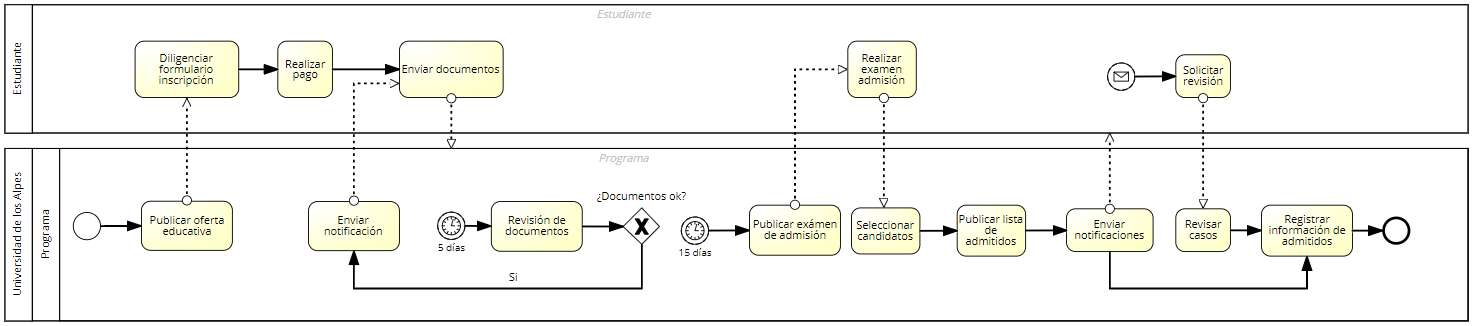 Estudiante
Estudiante
Diligenciar
formulario
inscripción
Realizar
pago
Enviar documentos
Realizar
examen
admisión
Solicitar
revisión
Universidad de los Alpes
Programa
Programa
Publicar oferta
educativa
Enviar
notificación
5 días
Revisión de
documentos
¿Documentos ok?
Si
15 días
Publicar exámen
de admisión
Seleccionar
candidatos
Publicar lista
de
admitidos
Enviar
notificaciones
Revisar
casos
Registrar
información de
admitidos